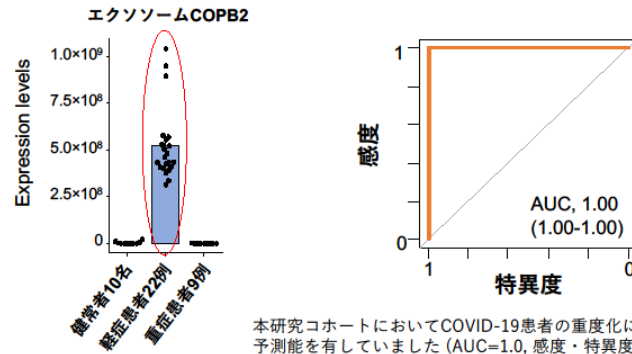 エクソソームCOPB2
Expression levels
1.0×10⁹
7.5×10⁸
5.0×10⁸
2.5×10⁸
0
健常者10名
軽症患者22例
重症患者9例
感度
1
0
AUC, 1.00
(1.00-1.00)
1
0
特異度
本研究コホートにおいてCOVID-19患者の重度化に
予測能を有していました (AUC=1.0, 感度・特異度